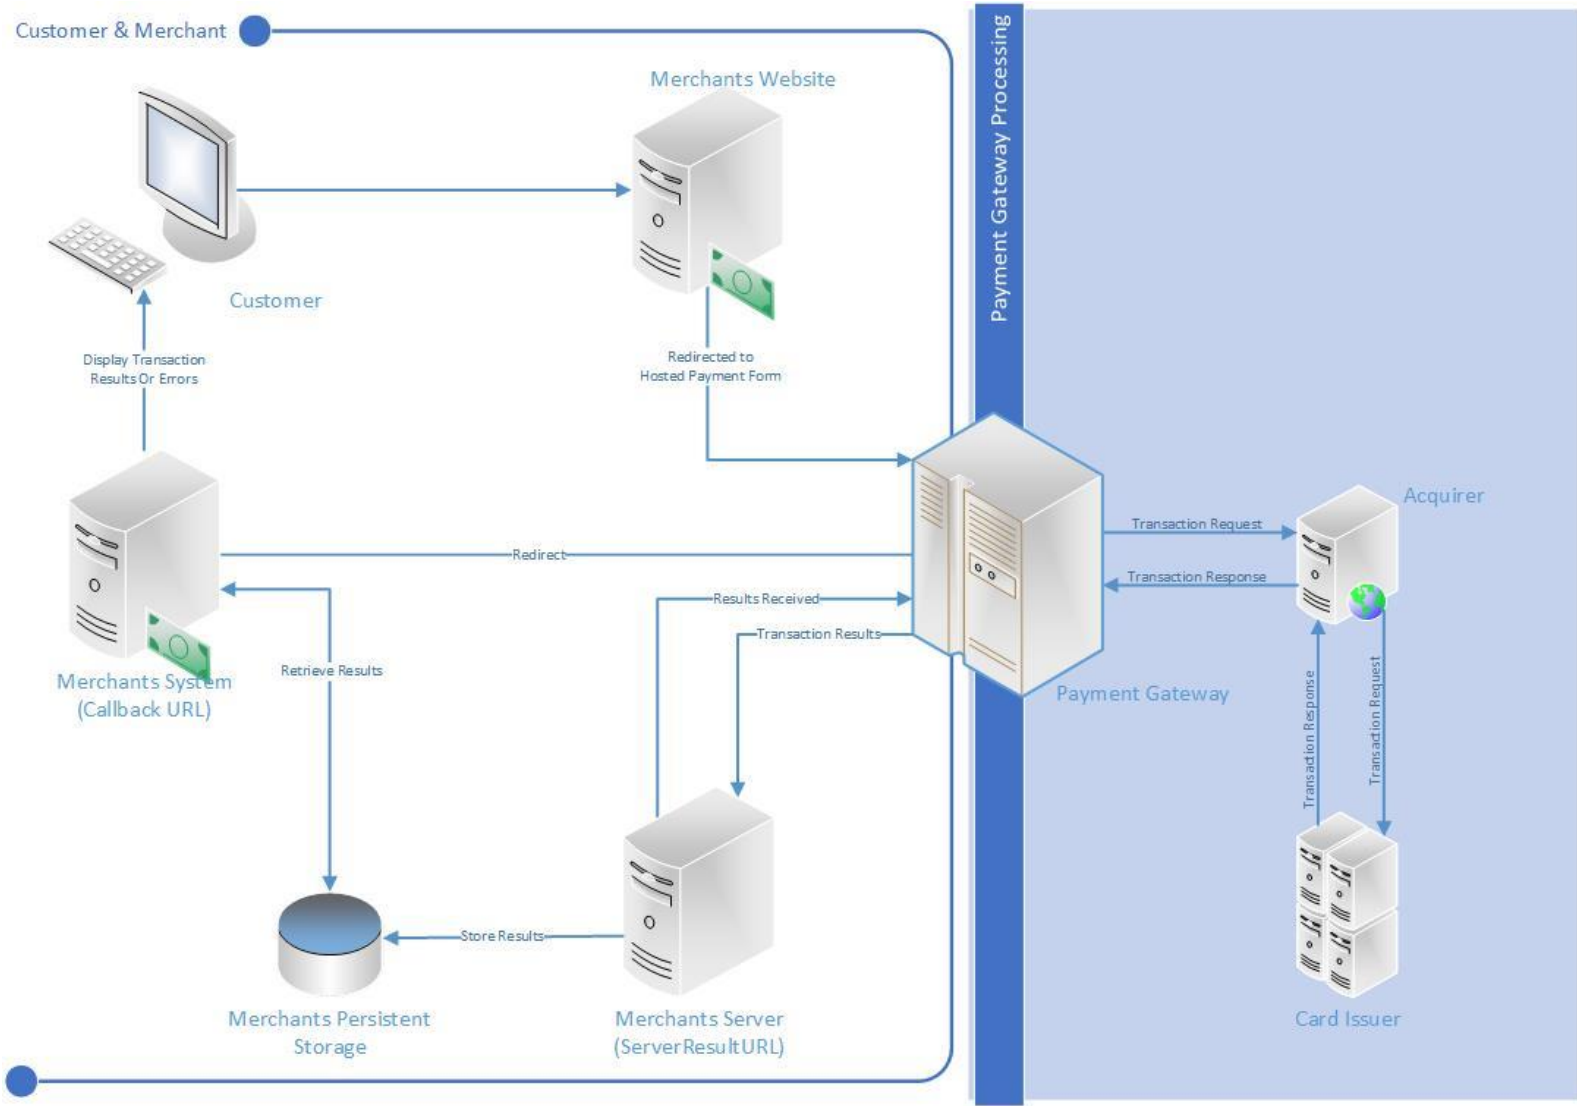 Customer & Merchant
Merchants Website
Payment Gateway Processing
Customer
Display Transaction
Results Or Errors
Redirected to
Hosted Payment Form
Acquirer
Transaction Request
Redirect
Transaction Response
Results Received
Transaction Results
Retrieve Results
Merchants System
(Callback URL)
Payment Gateway
Transaction Response
Transaction Request
Store Results
Merchants Persistent
Storage
Merchants Server
(ServerResultURL)
Card Issuer